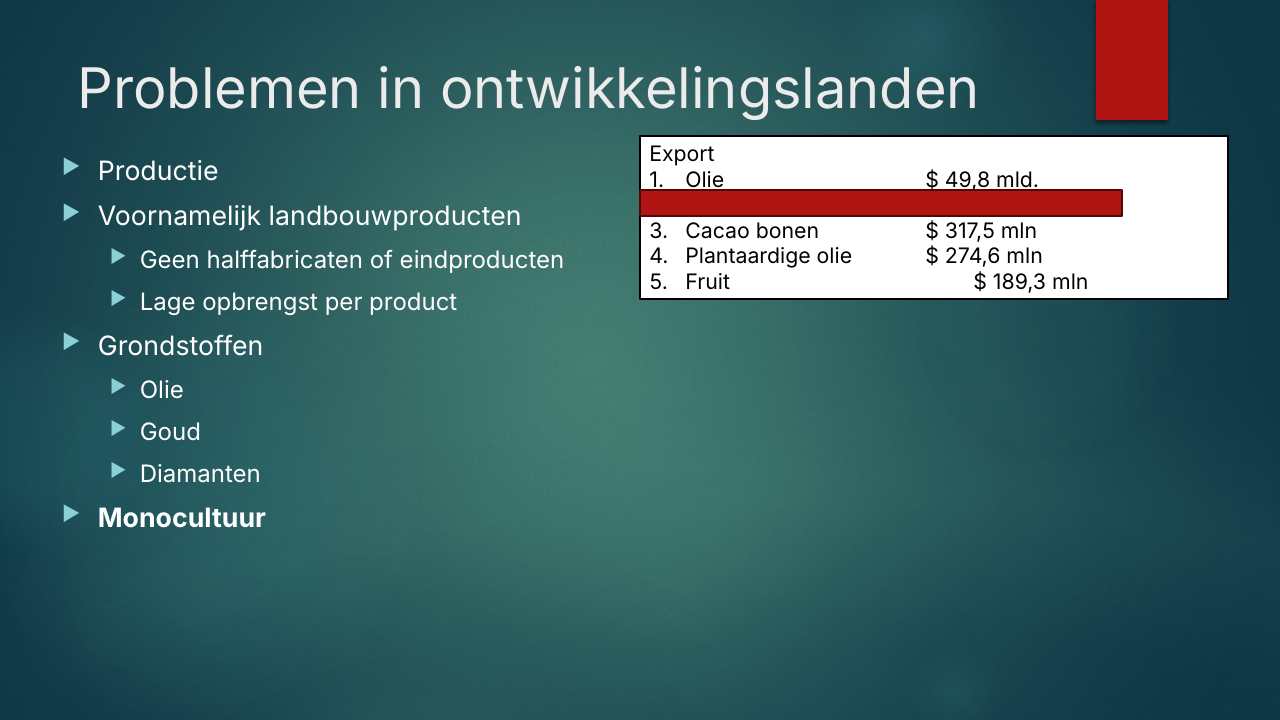 Problemen in ontwikkelingslanden
Productie
Voornamelijk landbouwproducten
Geen halffabricaten of eindproducten
Lage opbrengst per product
Grondstoffen
Olie
Goud
Diamanten
Monocultuur
Export
1. Olie $ 49,8 mld.
3. Cacao bonen $ 317,5 mln
4. Plantaardige olie $ 274,6 mln
5. Fruit $ 189,3 mln